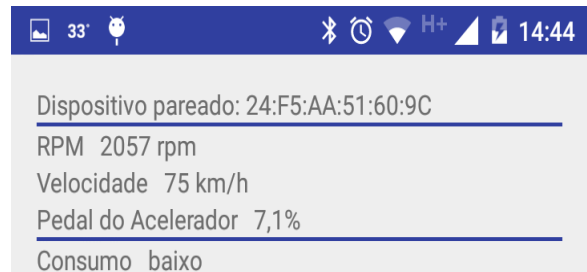 33° H+ 14:44
Dispositivo pareado: 24:F5:AA:51:60:9C
RPM 2057 rpm
Velocidade 75 km/h
Pedal do Acelerador 7,1%
Consumo baixo